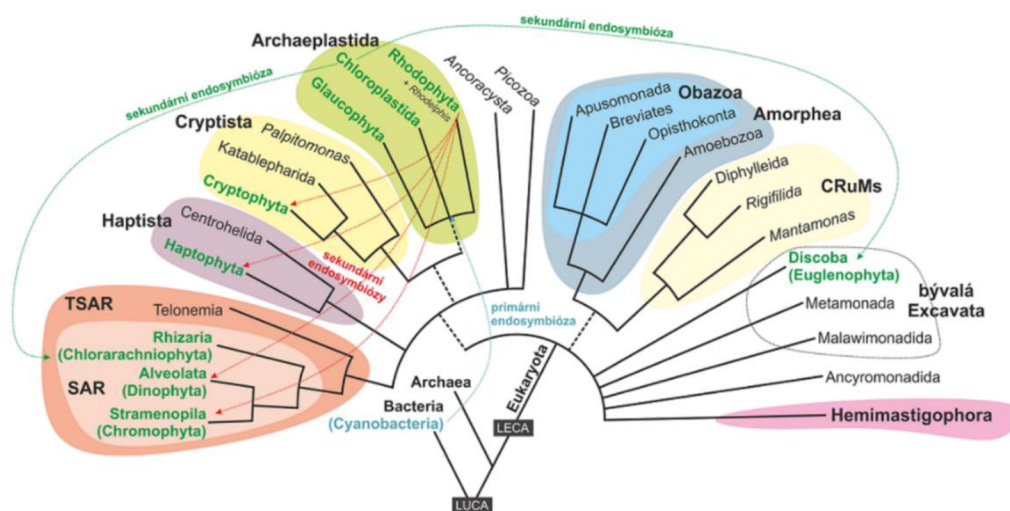 sekundární endosymbióza
Archaeplastida
sekundární endosymbióza
Rhodophyta
+ Rhodelphis
Chloroplastida
Glaucophyta
Ancoracysta
Picozoa
Apusomonada
Obazoa
Breviates
Opisthokonta
Amorphea
Amoebozoa
Cryptista
Palpitomonas
Katablepharida
Cryptophyta
Diphylleida
CRuMs
Rigifilida
Mantamonas
Haptista
Centrohelida
Haptophyta
sekundární
endosymbiózy
Discoba
(Euglenophyta)
bývalá
Excavata
Metamonada
Malawimonadida
TSAR
Telonemia
primární
endosymbióza
Rhizaria
(Chlorarachniophyta)
SAR
Alveolata
(Dinophyta)
Stramenopila
(Chromophyta)
Archaea
Bacteria
(Cyanobacteria)
Eukaryota
Ancyromonadida
Hemimastigophora
LECA
LUCA